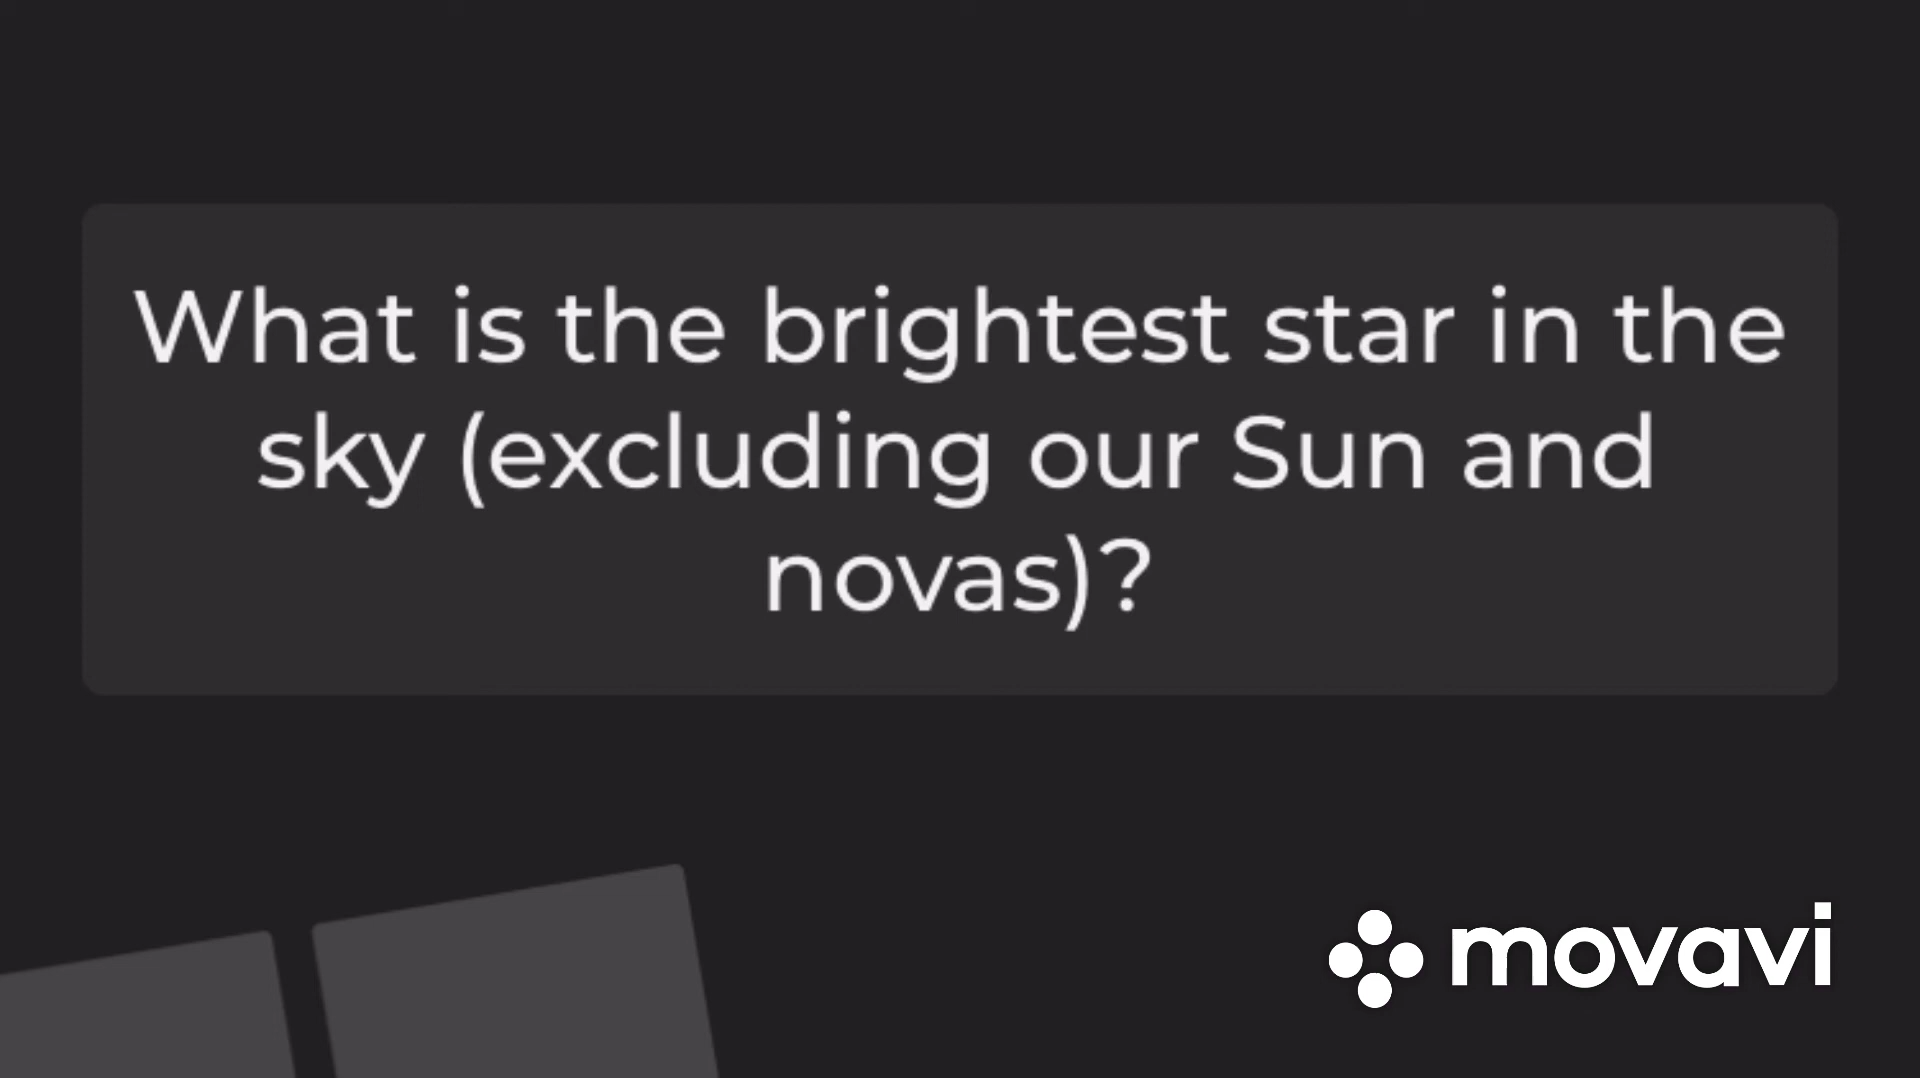 What is the brightest star in the
sky (excluding our Sun and
novas)?
movavi